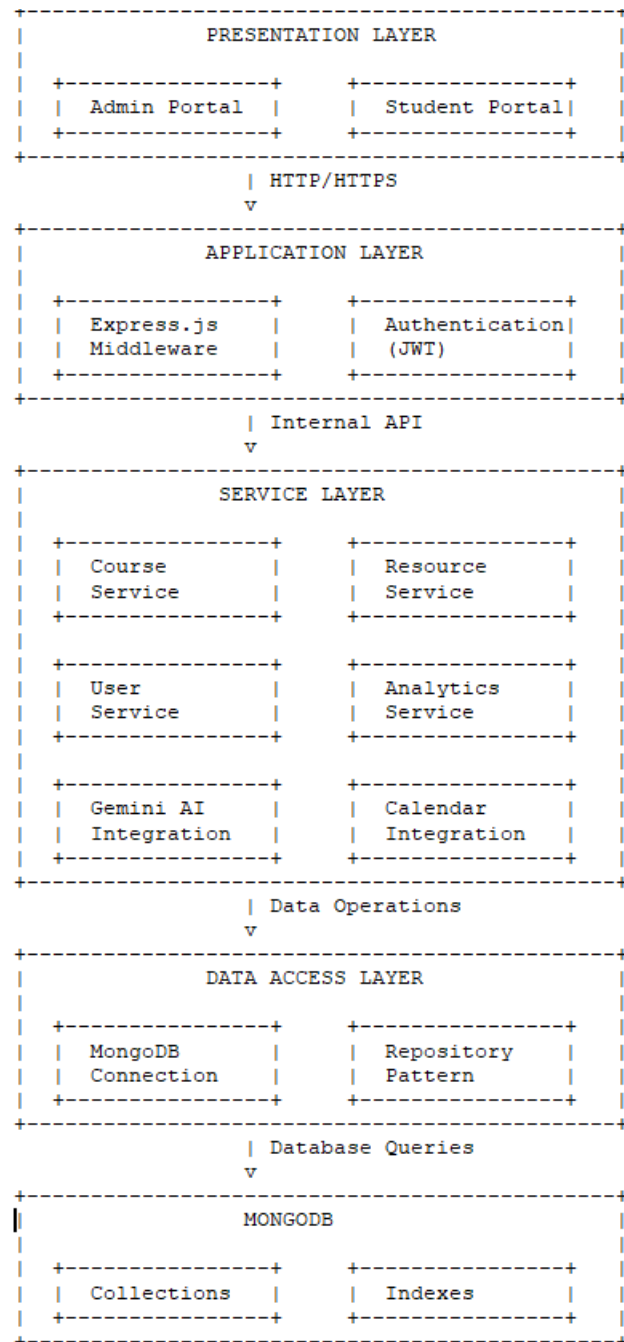 PRESENTATION LAYER
Admin Portal Student Portal
HTTP/HTTPS
v
APPLICATION LAYER
Express.js Authentication
Middleware (JWT)
Internal API
v
SERVICE LAYER
Course Resource
Service Service
User Analytics
Service Service
Gemini AI Calendar
Integration Integration
Data Operations
v
DATA ACCESS LAYER
MongoDB Repository
Connection Pattern
Database Queries
v
MONGODB
Collections Indexes